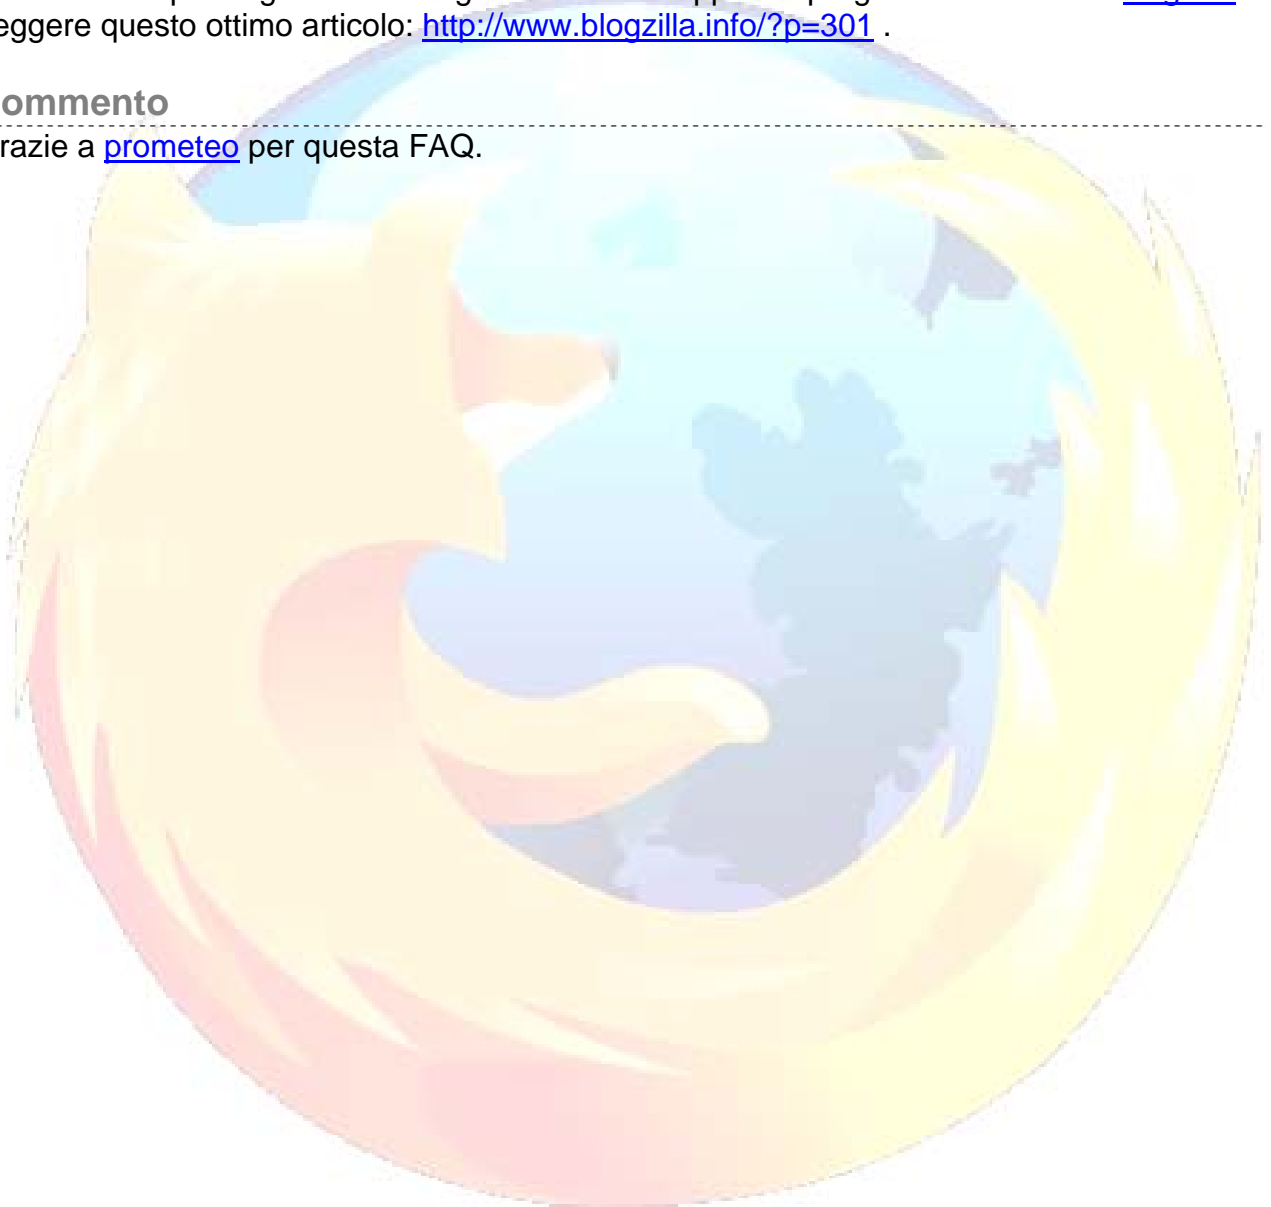 eggere questo ottimo articolo: http://www.blogzilla.info/?p=301 .
ommento
razie a prometeo per questa FAQ.